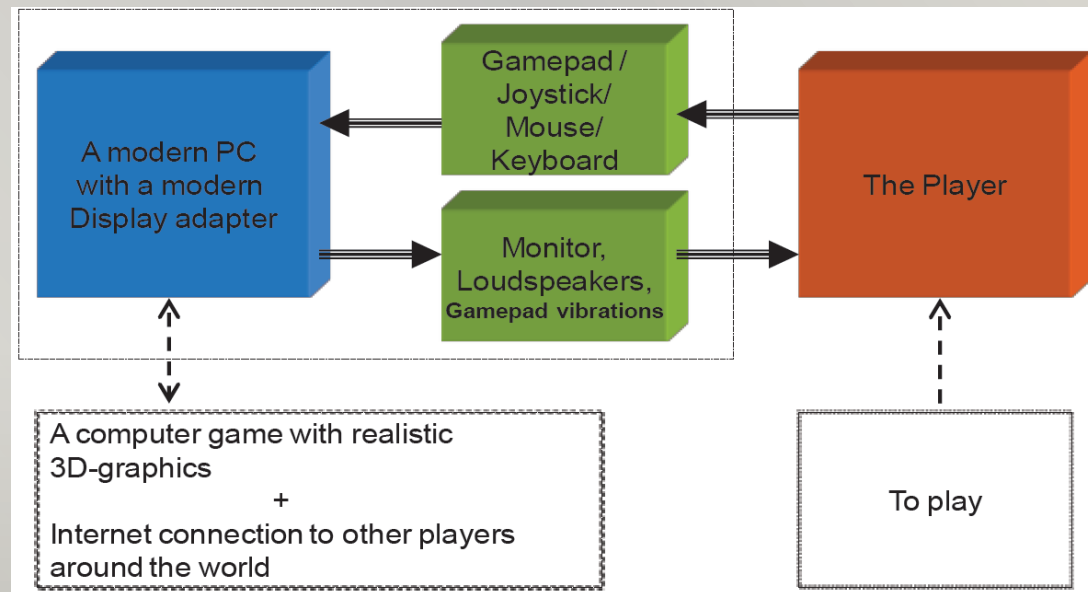 A modern PC
with a modern
Display adapter
Gamepad /
Joystick/
Mouse/
Keyboard
Monitor,
Loudspeakers,
Gamepad vibrations
The Player
A computer game with realistic
3D-graphics
+
Internet connection to other players
around the world
To play